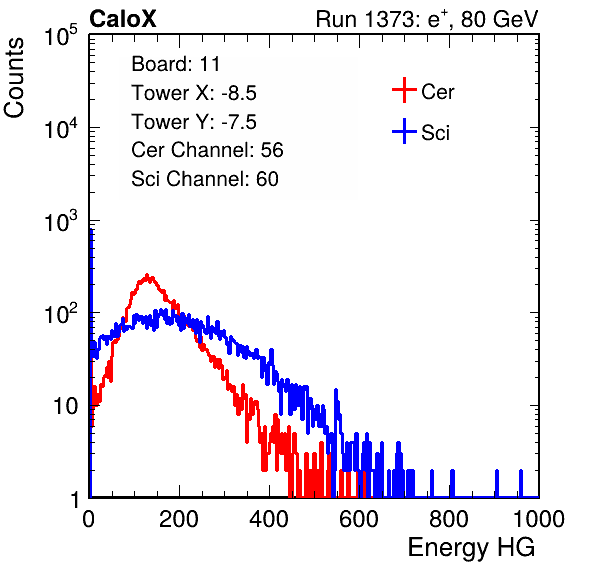 CaloX Run 1373: e⁺, 80 GeV
Counts
Board: 11
Tower X: -8.5
Tower Y: -7.5
Cer Channel: 56
Sci Channel: 60
Cer
Sci
10⁵
10⁴
10³
10²
10
1
0 200 400 600 800 1000
Energy HG